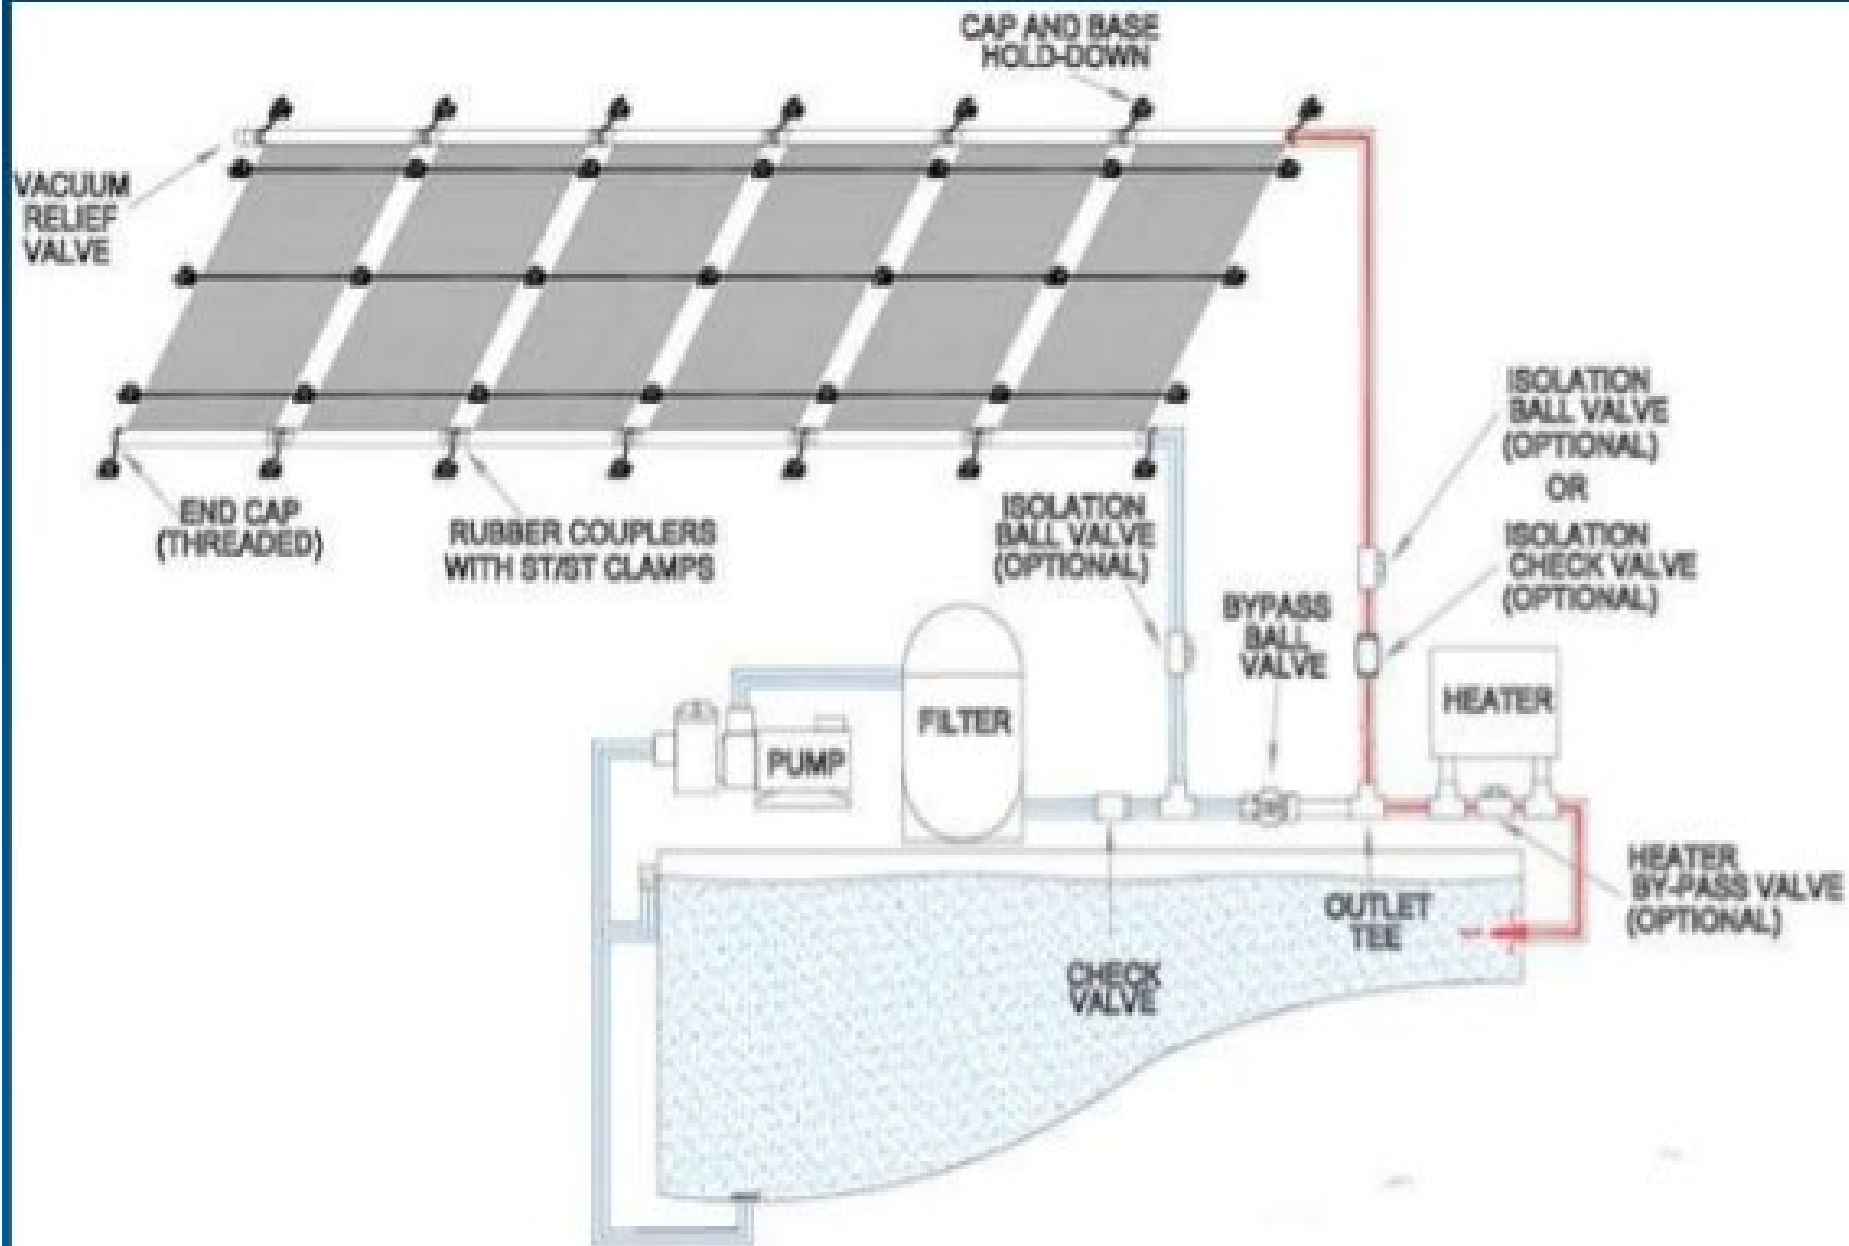 CAP AND BASE
HOLD-DOWN
VACUUM
RELIEF
VALVE
END CAP
(THREADED)
RUBBER COUPLERS
WITH ST/ST CLAMPS
ISOLATION
BALL VALVE
(OPTIONAL)
ISOLATION
BALL VALVE
(OPTIONAL)
OR
ISOLATION
CHECK VALVE
(OPTIONAL)
BYPASS
BALL
VALVE
HEATER
FILTER
PUMP
HEATER
BY-PASS VALVE
(OPTIONAL)
OUTLET
TEE
CHECK
VALVE